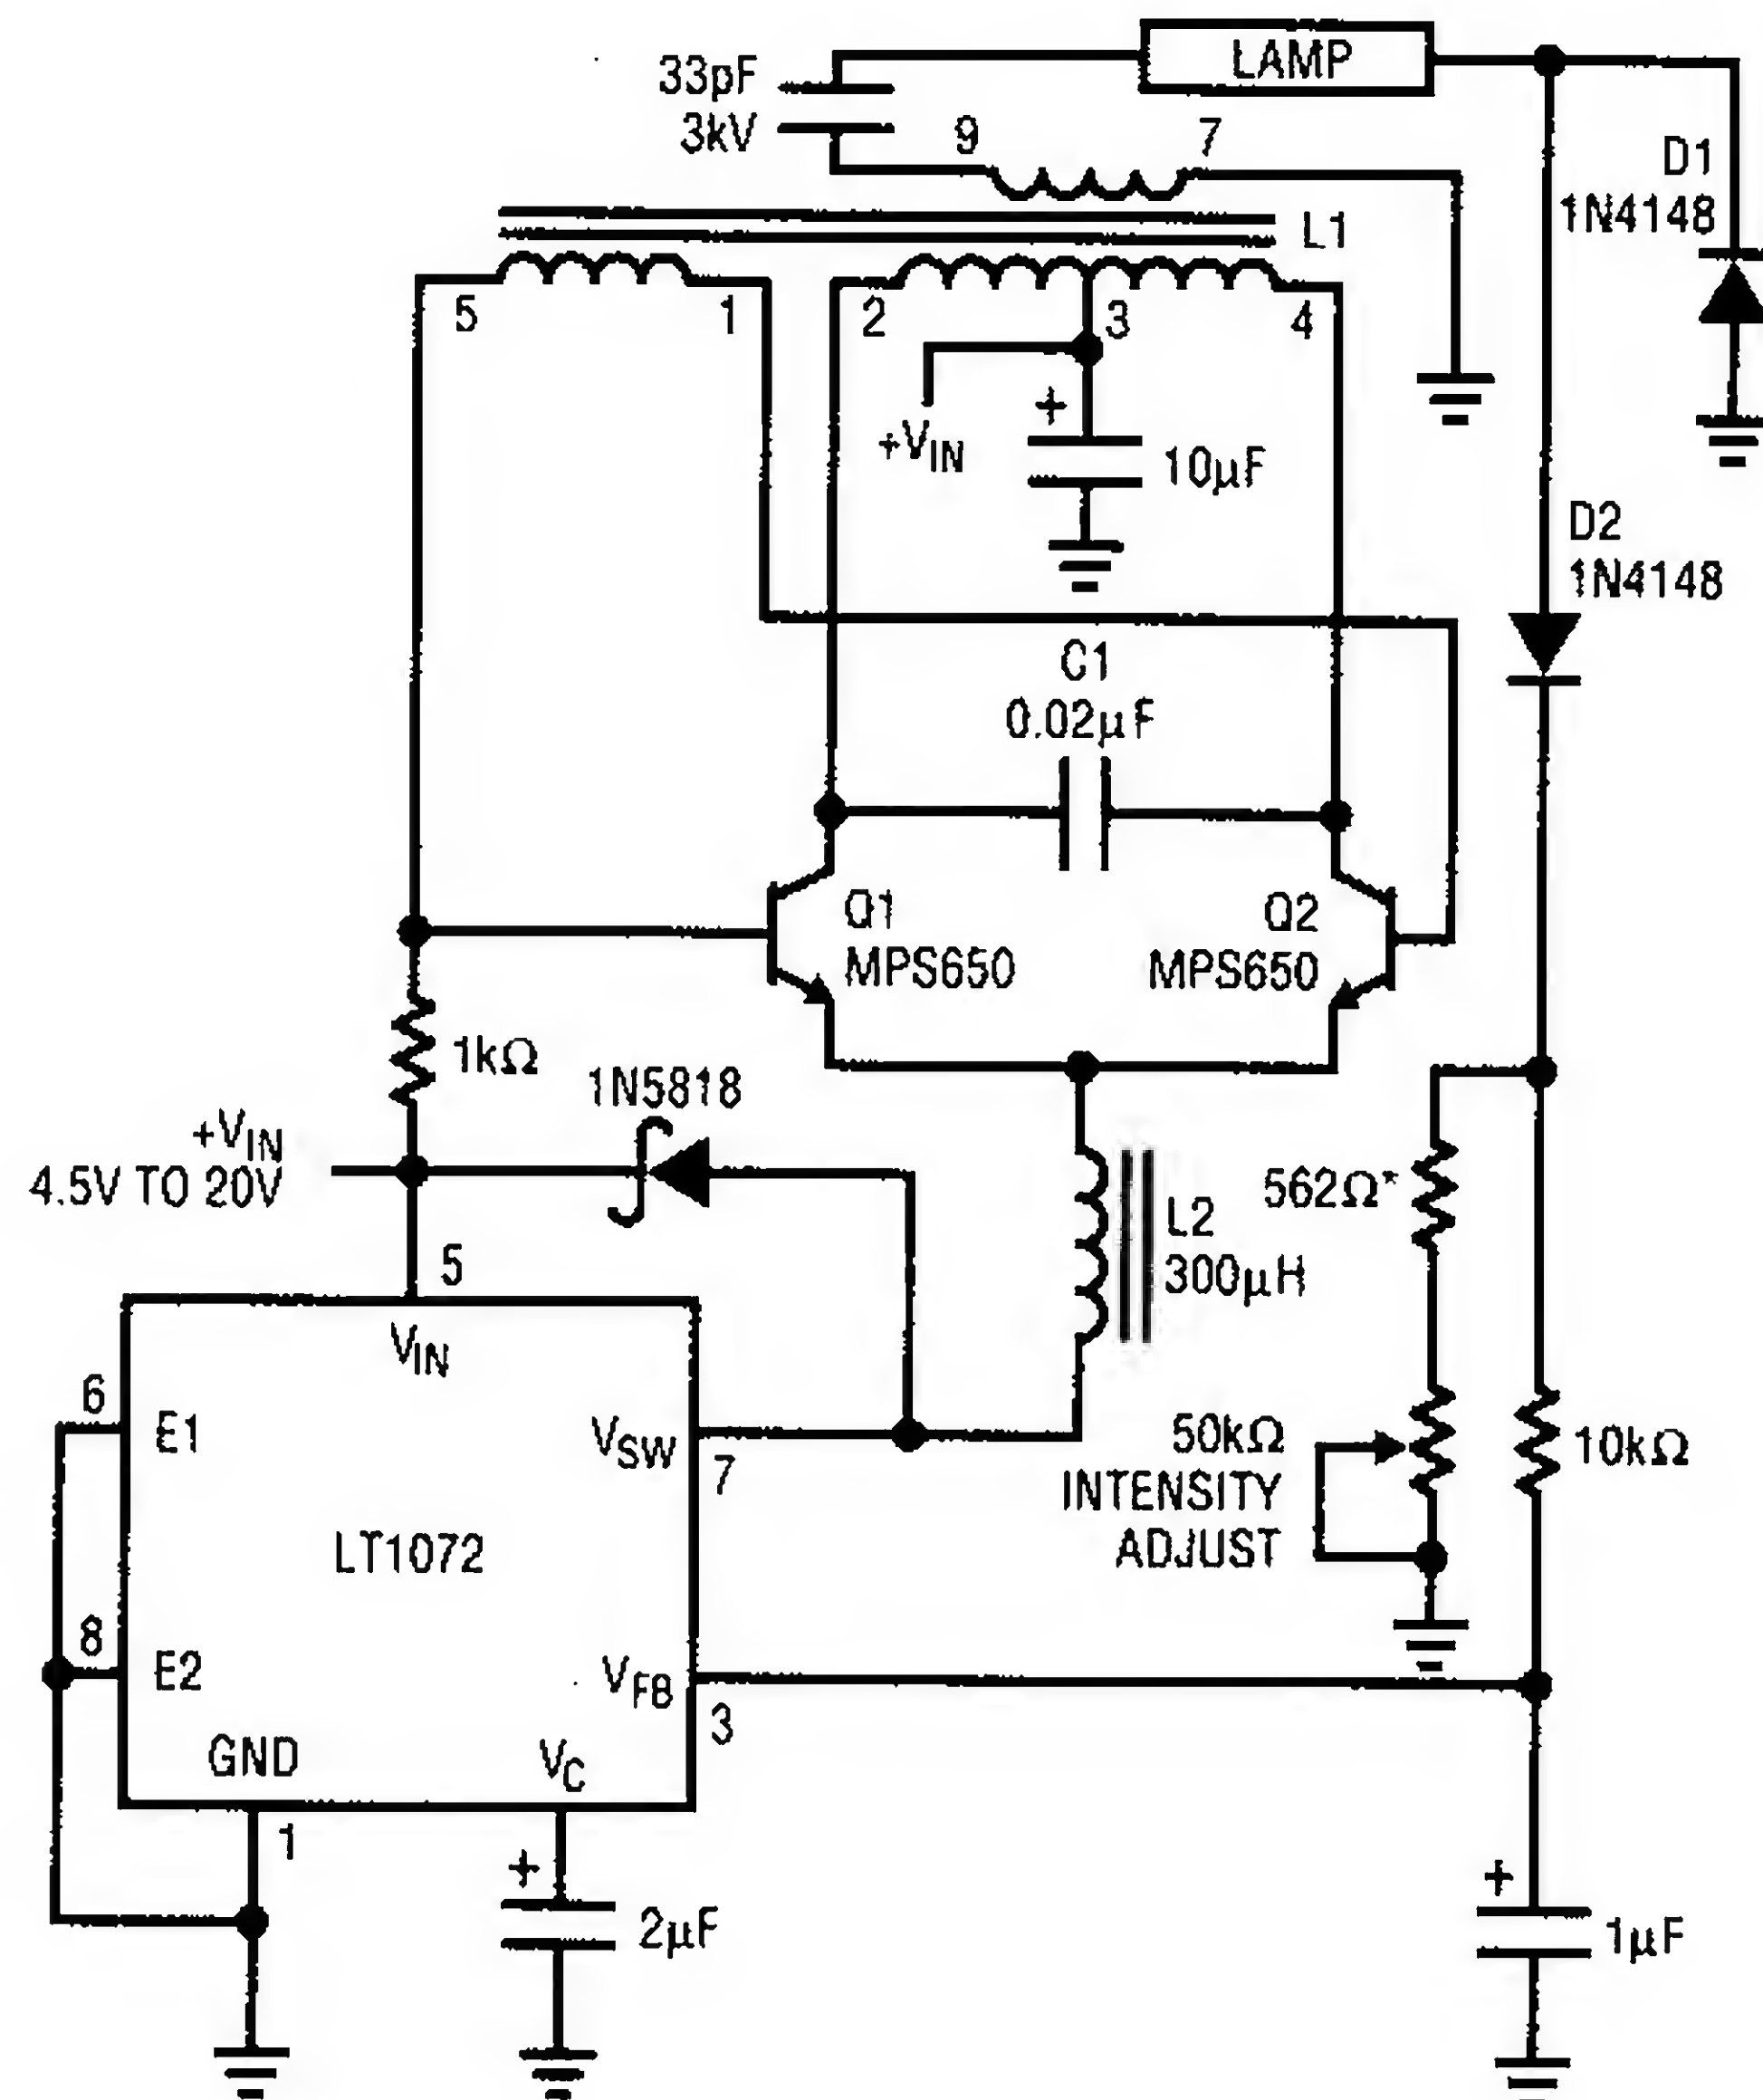 LAMP
33pF
3kV
9
7
D1
1N4148
L1
5
1
2
3
4
+
+VIN
10µF
D2
1N4148
C1
0.02µF
Q1
MPS650
Q2
MPS650
1kΩ
1N5818
+VIN
4.5V TO 20V
562Ω*
L2
300µH
5
VIN
6
E1
VSW
7
50kΩ
INTENSITY
ADJUST
10kΩ
LT1072
8
E2
VFB
3
GND
VC
1
+
2µF
+
1µF